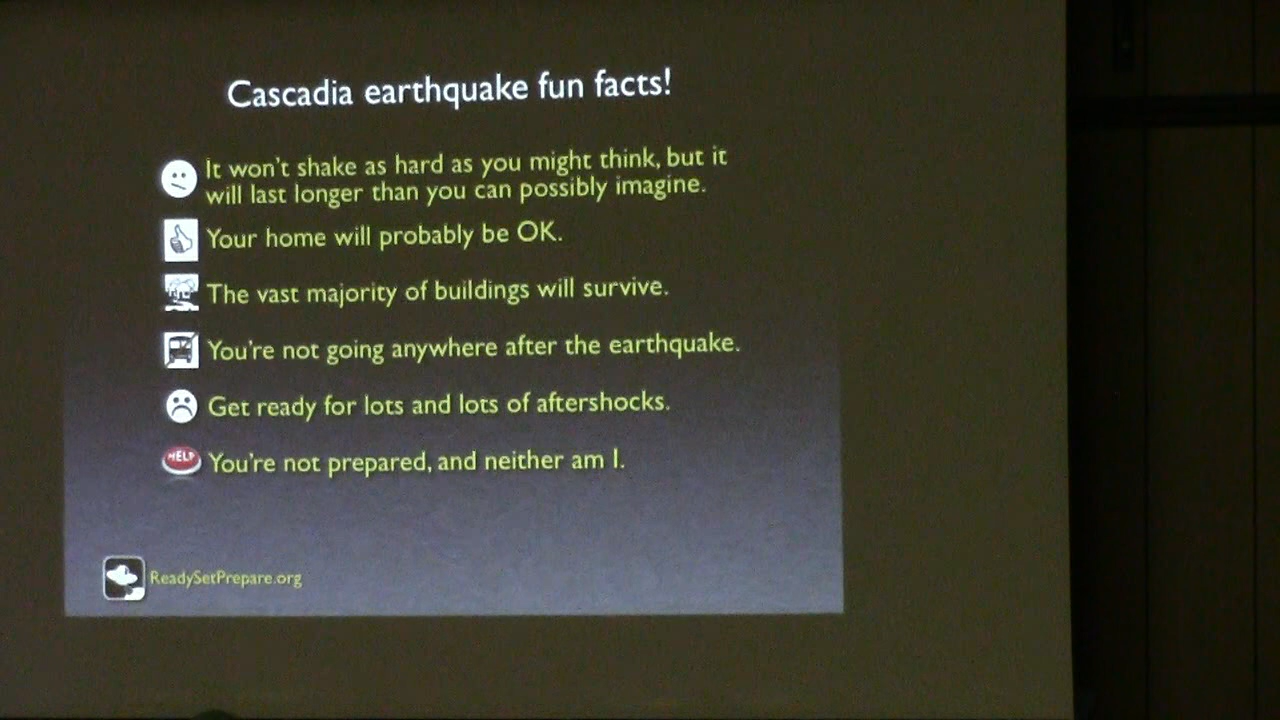 Cascadia earthquake fun facts!
It won't shake as hard as you might think, but it
will last longer than you can possibly imagine.
Your home will probably be OK.
The vast majority of buildings will survive.
You're not going anywhere after the earthquake.
Get ready for lots and lots of aftershocks.
HELP
You're not prepared, and neither am I.
ReadySetPrepare.org